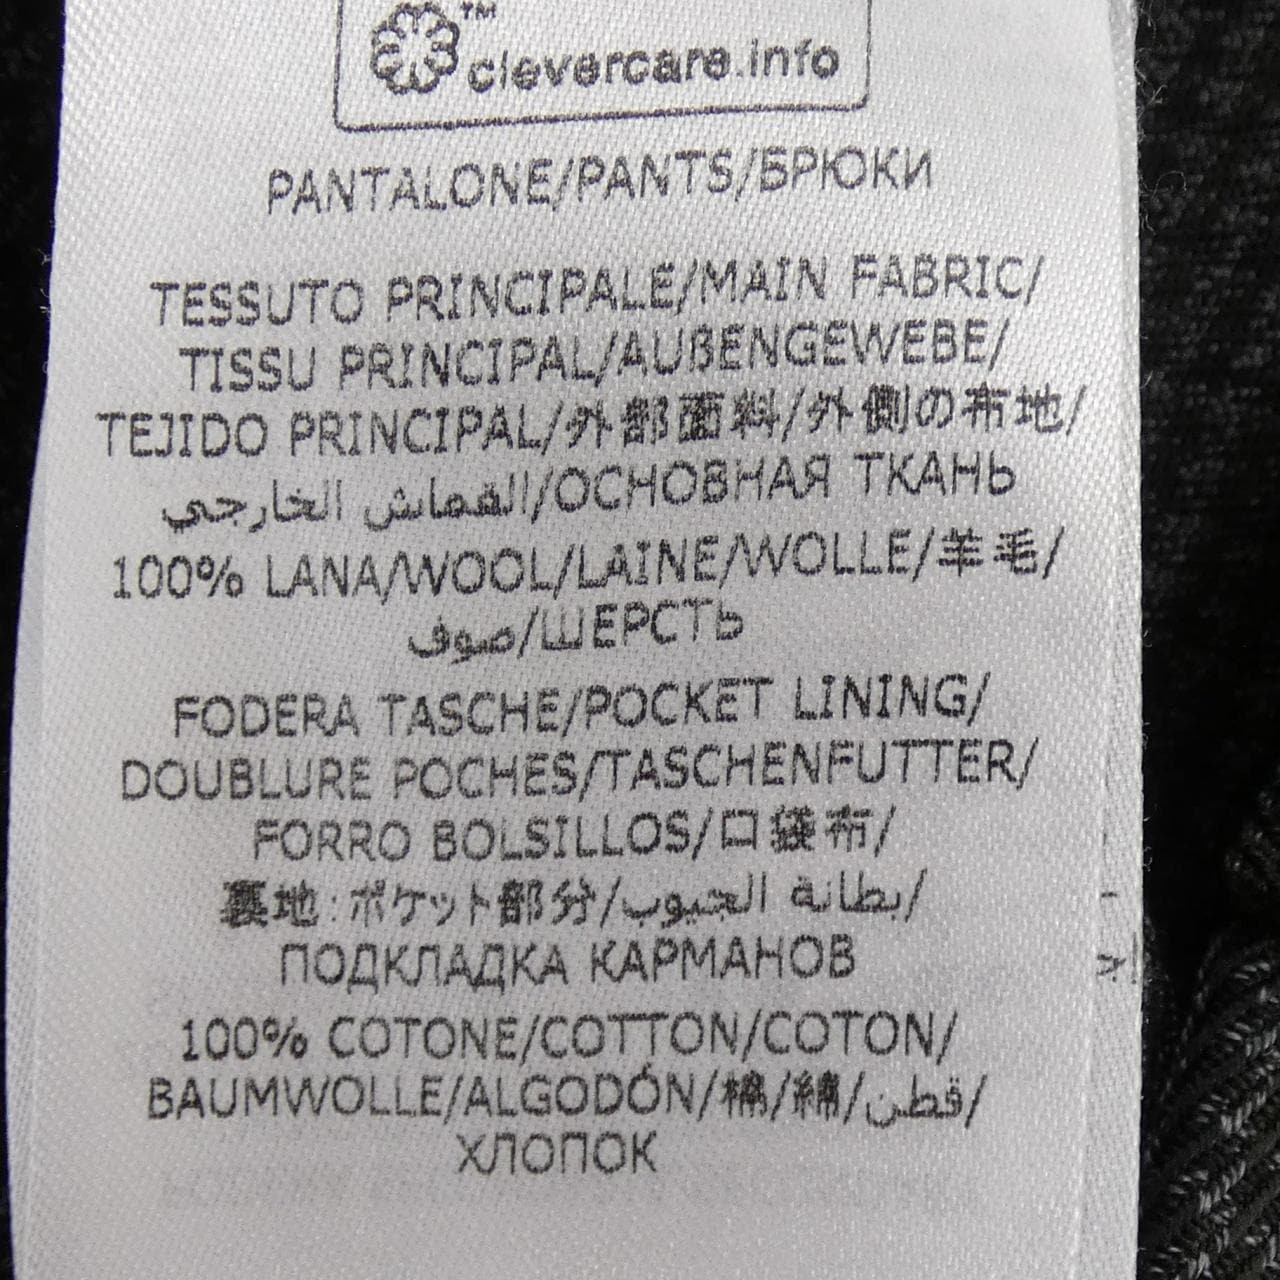 ™
clevercare.info
PANTALONE/PANTS/БРЮКИ
TESSUTO PRINCIPALE/MAIN FABRIC/
TISSU PRINCIPAL/AUßENGEWEBE/
TEJIDO PRINCIPAL/外部面料/外側の布地/
القماش الخارجي/ОСНОВНАЯ ТКАНЬ
100% LANA/WOOL/LAINE/WOLLE/羊毛/
صوف/ШЕРСТЬ
FODERA TASCHE/POCKET LINING/
DOUBLURE POCHES/TASCHENFUTTER/
FORRO BOLSILLOS/口袋布/
裏地:ポケット部分/بطانة الجيوب/
ПОДКЛАДКА КАРМАНОВ
100% COTONE/COTTON/COTON/
BAUMWOLLE/ALGODÓN/棉/綿/قطن/
ХЛОПОК